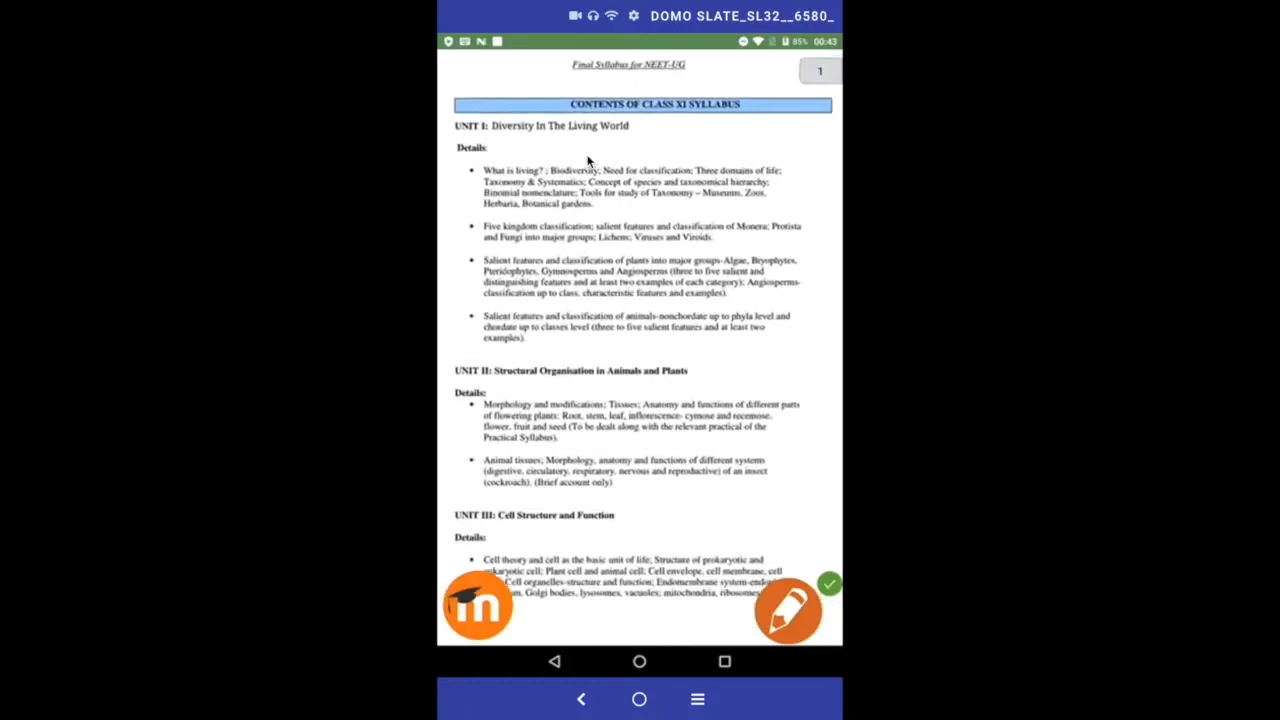 DOMO SLATE_SL32__6580_
85% 00:43
Final Syllabus for NEET-UG
1
CONTENTS OF CLASS XI SYLLABUS
UNIT I: Diversity In The Living World
Details:
• What is living? ; Biodiversity; Need for classification; Three domains of life;
Taxonomy & Systematics; Concept of species and taxonomical hierarchy;
Binomial nomenclature; Tools for study of Taxonomy – Museums, Zoos,
Herbaria, Botanical gardens.
• Five kingdom classification; salient features and classification of Monera; Protista
and Fungi into major groups; Lichens; Viruses and Viroids.
• Salient features and classification of plants into major groups-Algae, Bryophytes,
Pteridophytes, Gymnosperms and Angiosperms (three to five salient and
distinguishing features and at least two examples of each category); Angiosperms-
classification up to class, characteristic features and examples).
• Salient features and classification of animals-nonchordate up to phyla level and
chordate up to classes level (three to five salient features and at least two
examples).
UNIT II: Structural Organisation in Animals and Plants
Details:
• Morphology and modifications; Tissues; Anatomy and functions of different parts
of flowering plants: Root, stem, leaf, inflorescence- cymose and recemose,
flower, fruit and seed (To be dealt along with the relevant practical of the
Practical Syllabus).
• Animal tissues; Morphology, anatomy and functions of different systems
(digestive, circulatory, respiratory, nervous and reproductive) of an insect
(cockroach). (Brief account only)
UNIT III: Cell Structure and Function
Details:
• Cell theory and cell as the basic unit of life; Structure of prokaryotic and
eukaryotic cell; Plant cell and animal cell; Cell envelope, cell membrane, cell
Cell organelles-structure and function; Endomembrane system-
Golgi bodies, lysosomes, vacuoles; mitochondria, ribosomes,
m